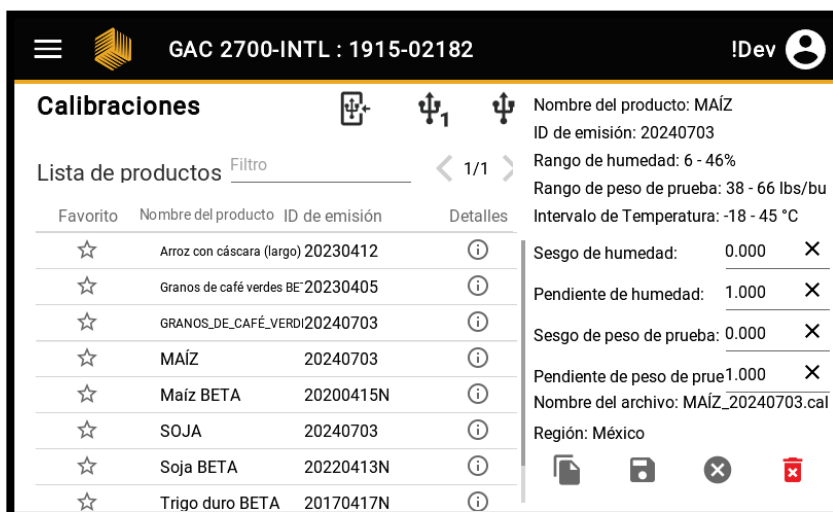 GAC 2700-INTL : 1915-02182
!Dev
Calibraciones
1
Lista de productos Filtro 1/1
Favorito Nombre del producto ID de emisión Detalles
Arroz con cáscara (largo) 20230412
Granos de café verdes BE 20230405
GRANOS_DE_CAFÉ_VERD 20240703
MAÍZ 20240703
Maíz BETA 20200415N
SOJA 20240703
Soja BETA 20220413N
Trigo duro BETA 20170417N
Nombre del producto: MAÍZ
ID de emisión: 20240703
Rango de humedad: 6 - 46%
Rango de peso de prueba: 38 - 66 lbs/bu
Intervalo de Temperatura: -18 - 45 °C
Sesgo de humedad: 0.000
Pendiente de humedad: 1.000
Sesgo de peso de prueba: 0.000
Pendiente de peso de prue 1.000
Nombre del archivo: MAÍZ_20240703.cal
Región: México